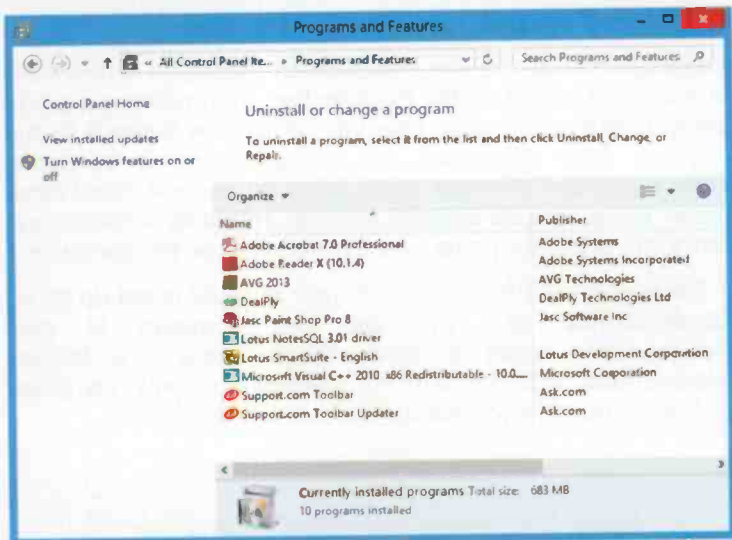 Programs and Features
« All Control Panel Ite... ▸ Programs and Features
Search Programs and Features
Control Panel Home
View installed updates
Turn Windows features on or
off
Uninstall or change a program
To uninstall a program, select it from the list and then click Uninstall, Change, or
Repair.
Organize
Name Publisher
Adobe Acrobat 7.0 Professional Adobe Systems
Adobe Reader X (10.1.4) Adobe Systems Incorporated
AVG 2013 AVG Technologies
DealPly DealPly Technologies Ltd
Jasc Paint Shop Pro 8 Jasc Software Inc
Lotus NotesSQL 3.01 driver
Lotus SmartSuite - English Lotus Development Corporation
Microsoft Visual C++ 2010 x86 Redistributable - 10.0.... Microsoft Corporation
Support.com Toolbar Ask.com
Support.com Toolbar Updater Ask.com
Currently installed programs Total size: 683 MB
10 programs installed